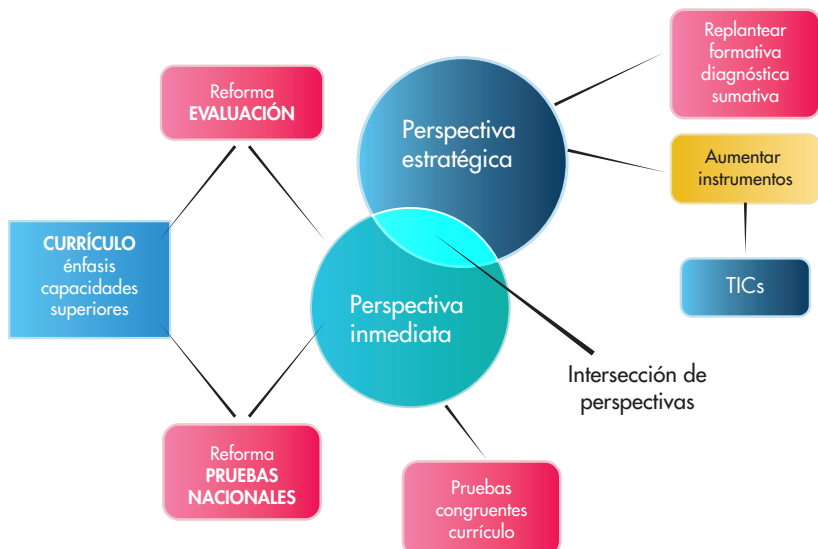 Reforma
EVALUACIÓN
Perspectiva
estratégica
Replantear
formativa
diagnóstica
sumativa
Aumentar
instrumentos
TICs
CURRÍCULO
énfasis
capacidades
superiores
Perspectiva
inmediata
Intersección de
perspectivas
Reforma
PRUEBAS
NACIONALES
Pruebas
congruentes
currículo